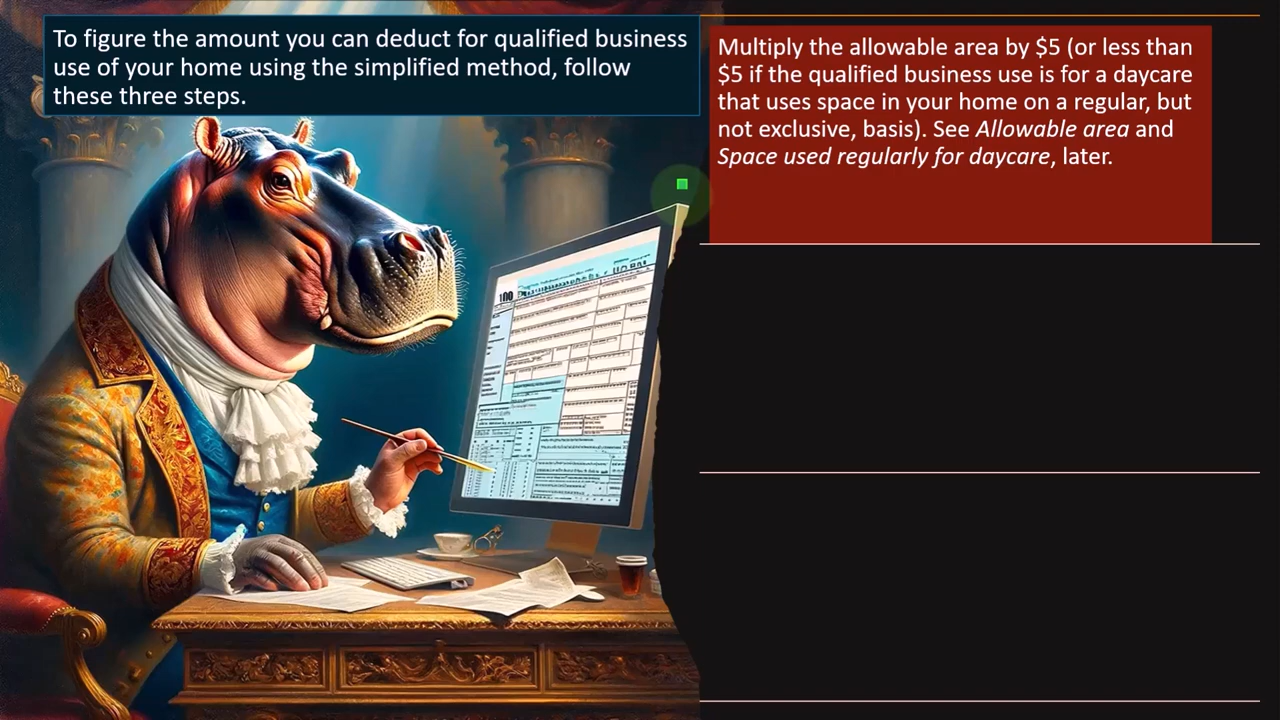 To figure the amount you can deduct for qualified business
use of your home using the simplified method, follow
these three steps.
Multiply the allowable area by $5 (or less than
$5 if the qualified business use is for a daycare
that uses space in your home on a regular, but
not exclusive, basis). See Allowable area and
Space used regularly for daycare, later.
100